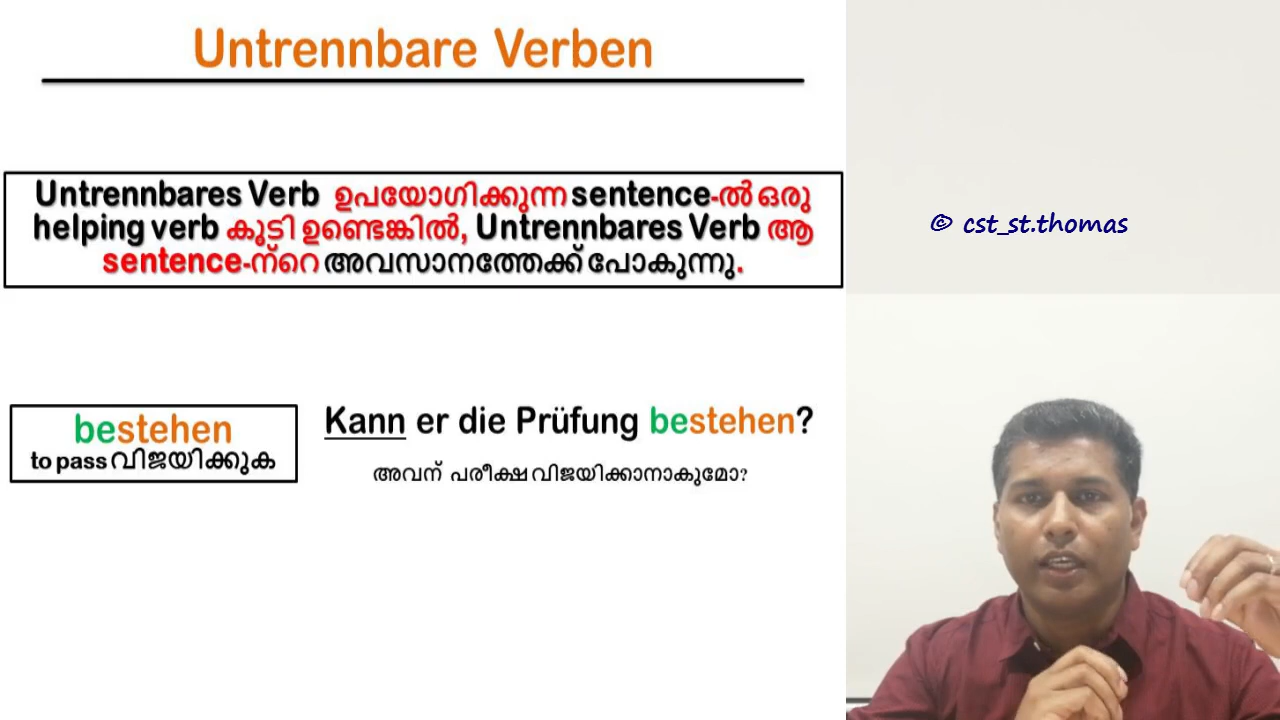 Untrennbare Verben
Untrennbares Verb ഉപയോഗിക്കുന്ന sentence-ൽ ഒരു
helping verb കൂടി ഉണ്ടെങ്കിൽ, Untrennbares Verb ആ
sentence-ന്റെ അവസാനത്തേക്ക് പോകുന്നു.
© cst_st.thomas
bestehen
to pass വിജയിക്കുക
Kann er die Prüfung bestehen?
അവന് പരീക്ഷ വിജയിക്കാനാകുമോ?